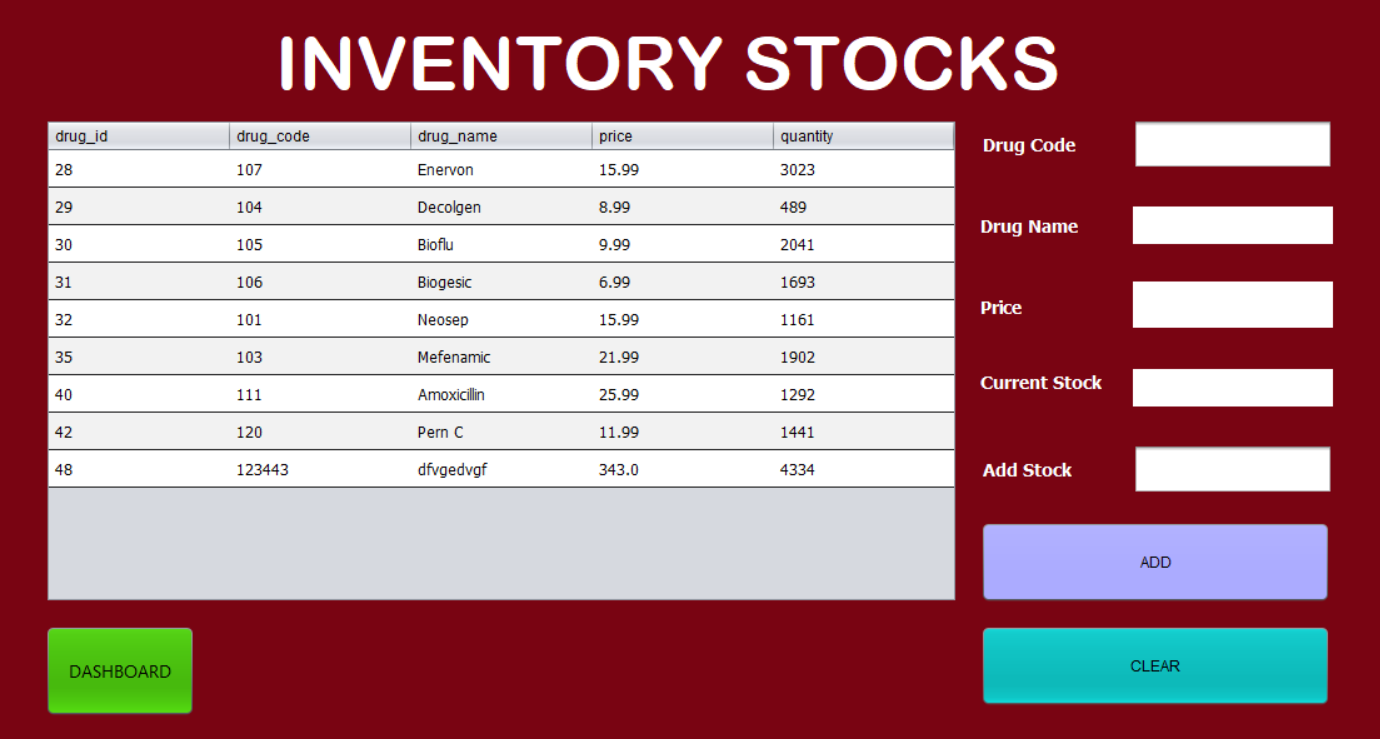 INVENTORY STOCKS
drug_id drug_code drug_name price quantity
28 107 Enervon 15.99 3023
29 104 Decolgen 8.99 489
30 105 Bioflu 9.99 2041
31 106 Biogesic 6.99 1693
32 101 Neosep 15.99 1161
35 103 Mefenamic 21.99 1902
40 111 Amoxicillin 25.99 1292
42 120 Pern C 11.99 1441
48 123443 dfvgedvgf 343.0 4334
Drug Code
Drug Name
Price
Current Stock
Add Stock
ADD
CLEAR
DASHBOARD